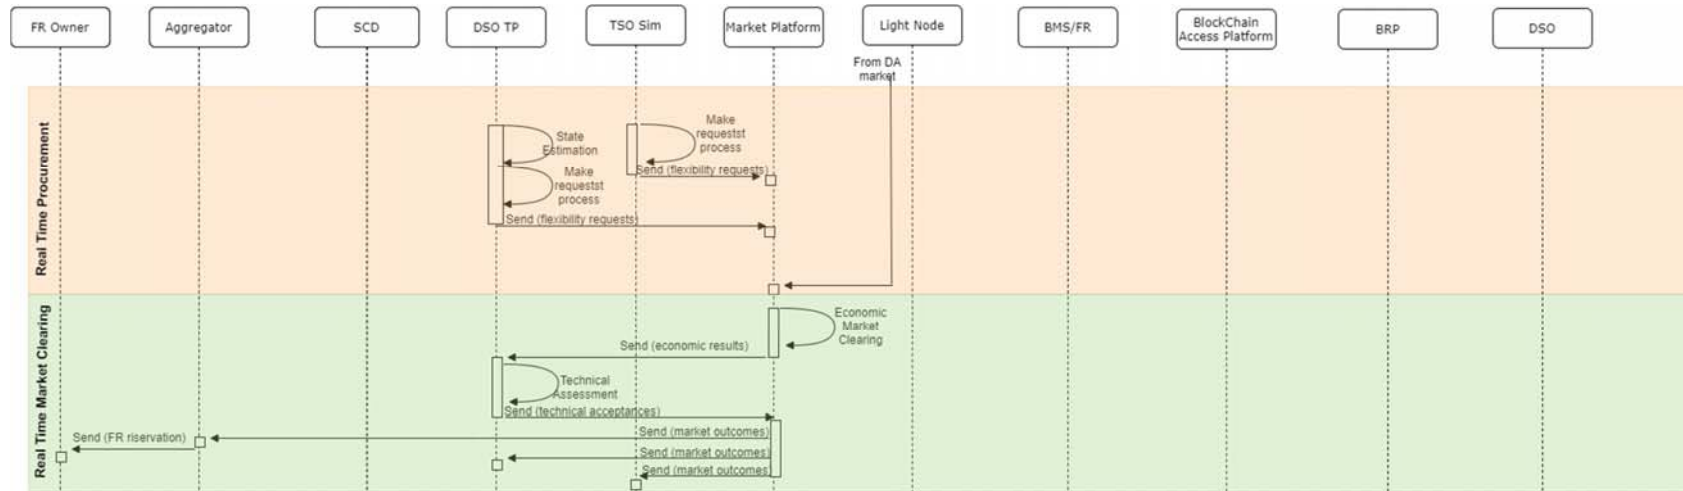 FR Owner
Aggregator
SCD
DSO TP
TSO Sim
Market Platform
Light Node
BMS/FR
BlockChain
Access Platform
BRP
DSO
From DA
market
Real Time Procurement
State
Estimation
Make
requestst
process
Make
requestst
process
Send (flexibility requests)
Send (flexibility requests)
Real Time Market Clearing
Economic
Market
Clearing
Send (economic results)
Technical
Assessment
Send (technical acceptances)
Send (market outcomes)
Send (FR riservation)
Send (market outcomes)
Send (market outcomes)